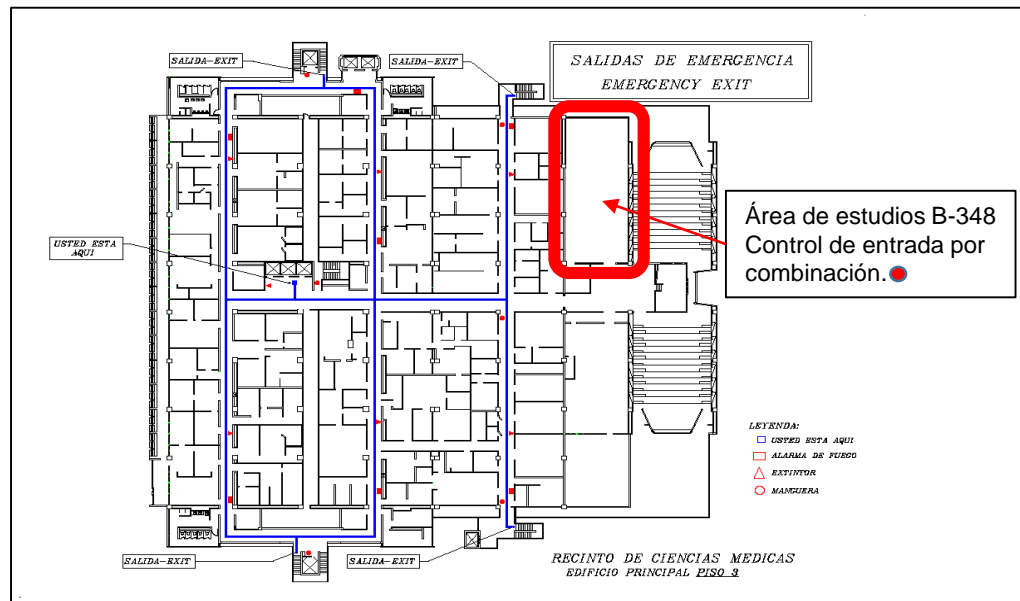 SALIDA-EXIT
SALIDA-EXIT
SALIDAS DE EMERGENCIA
EMERGENCY EXIT
Área de estudios B-348
Control de entrada por
combinación.
USTED ESTA
AQUI
LEYENDA:
USTED ESTA AQUI
ALARMA DE FUEGO
EXTINTOR
MANGUERA
SALIDA-EXIT
SALIDA-EXIT
RECINTO DE CIENCIAS MEDICAS
EDIFICIO PRINCIPAL PISO 3